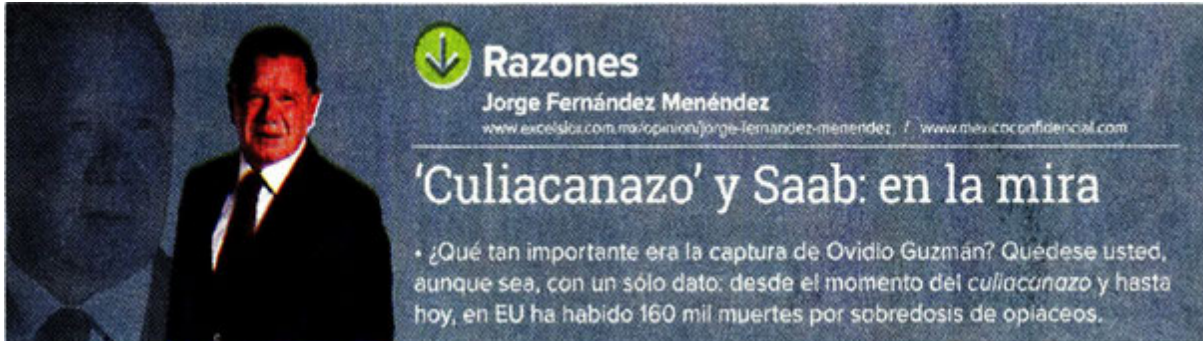 Razones
Jorge Fernández Menéndez
www.excelsior.com.mx/opinion/jorge-fernandez-menendez / www.mexicoconfidencial.com
'Culiacanazo' y Saab: en la mira
• ¿Qué tan importante era la captura de Ovidio Guzmán? Quédese usted,
aunque sea, con un sólo dato: desde el momento del culiacanazo y hasta
hoy, en EU ha habido 160 mil muertes por sobredosis de opiáceos.